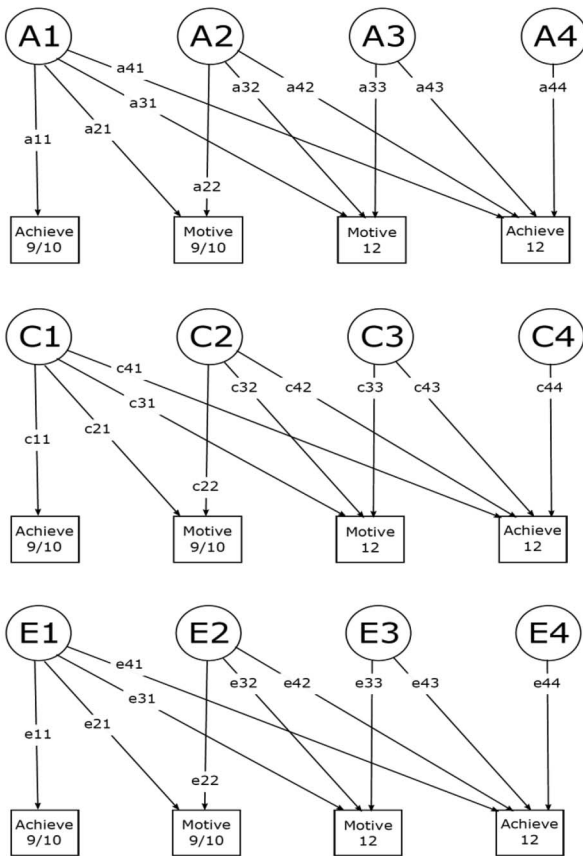 A1 A2 A3 A4
a41
a31
a32
a42
a33
a43
a44
a21
a11
a22
Achieve
9/10
Motive
9/10
Motive
12
Achieve
12
C1 C2 C3 C4
c41
c31
c32
c42
c33
c43
c44
c21
c11
c22
Achieve
9/10
Motive
9/10
Motive
12
Achieve
12
E1 E2 E3 E4
e41
e31
e32
e42
e33
e43
e44
e21
e11
e22
Achieve
9/10
Motive
9/10
Motive
12
Achieve
12